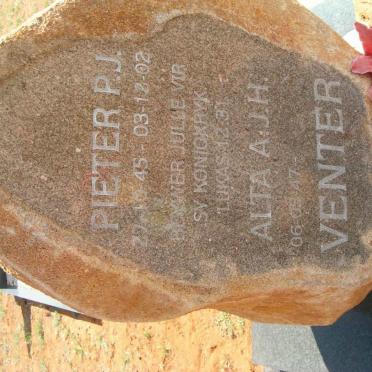 PIETER P.J.
45 - 03-12-02
JULLE VIR
SY KONINKRYK
LUKAS 12:31
ALTA A.J.H.
VENTER